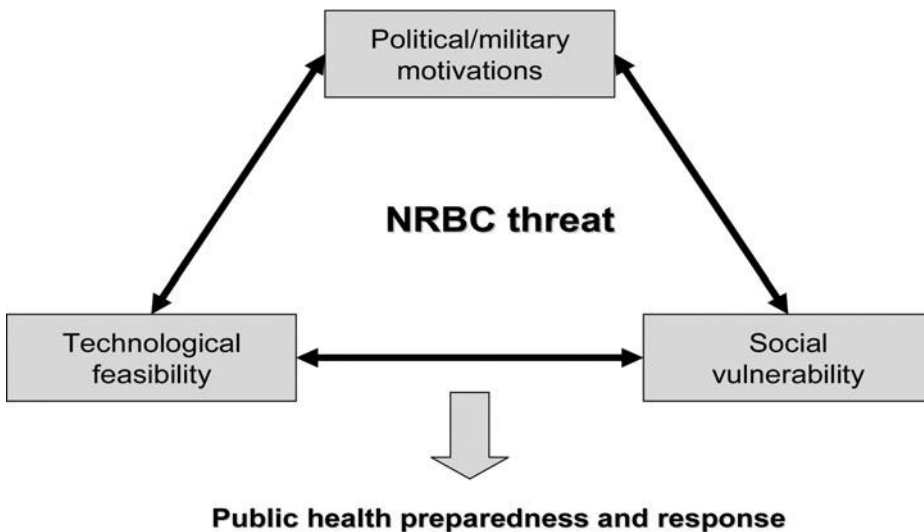 Political/military
motivations
NRBC threat
Technological
feasibility
Social
vulnerability
Public health preparedness and response